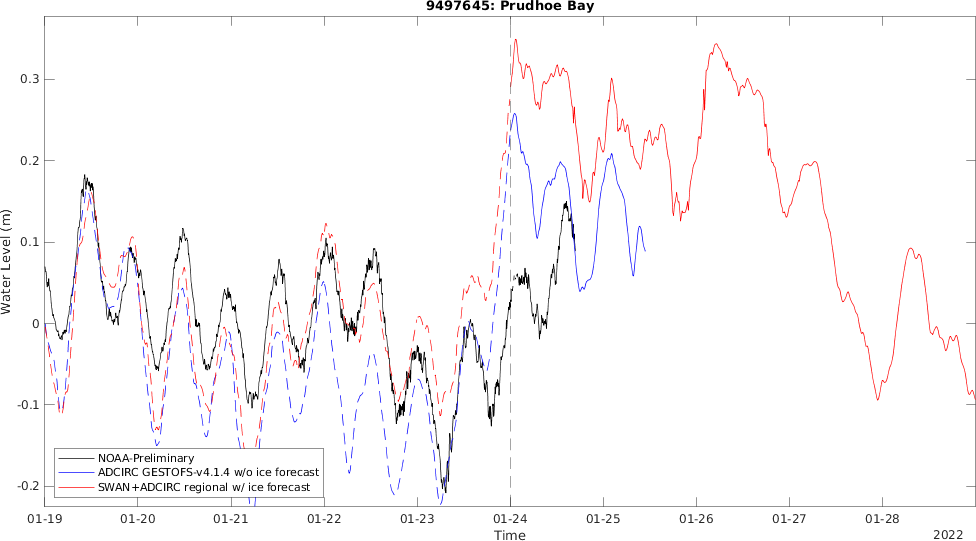 9497645: Prudhoe Bay
Water Level (m)
0.3
0.2
0.1
0
-0.1
-0.2
NOAA-Preliminary
ADCIRC GESTOFS-v4.1.4 w/o ice forecast
SWAN+ADCIRC regional w/ ice forecast
01-19 01-20 01-21 01-22 01-23 01-24 01-25 01-26 01-27 01-28
Time
2022